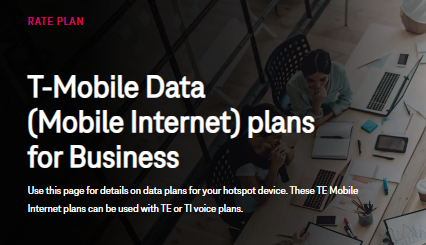 RATE PLAN
T-Mobile Data
(Mobile Internet) plans
for Business
Use this page for details on data plans for your hotspot device. These TE Mobile
Internet plans can be used with TE or TI voice plans.